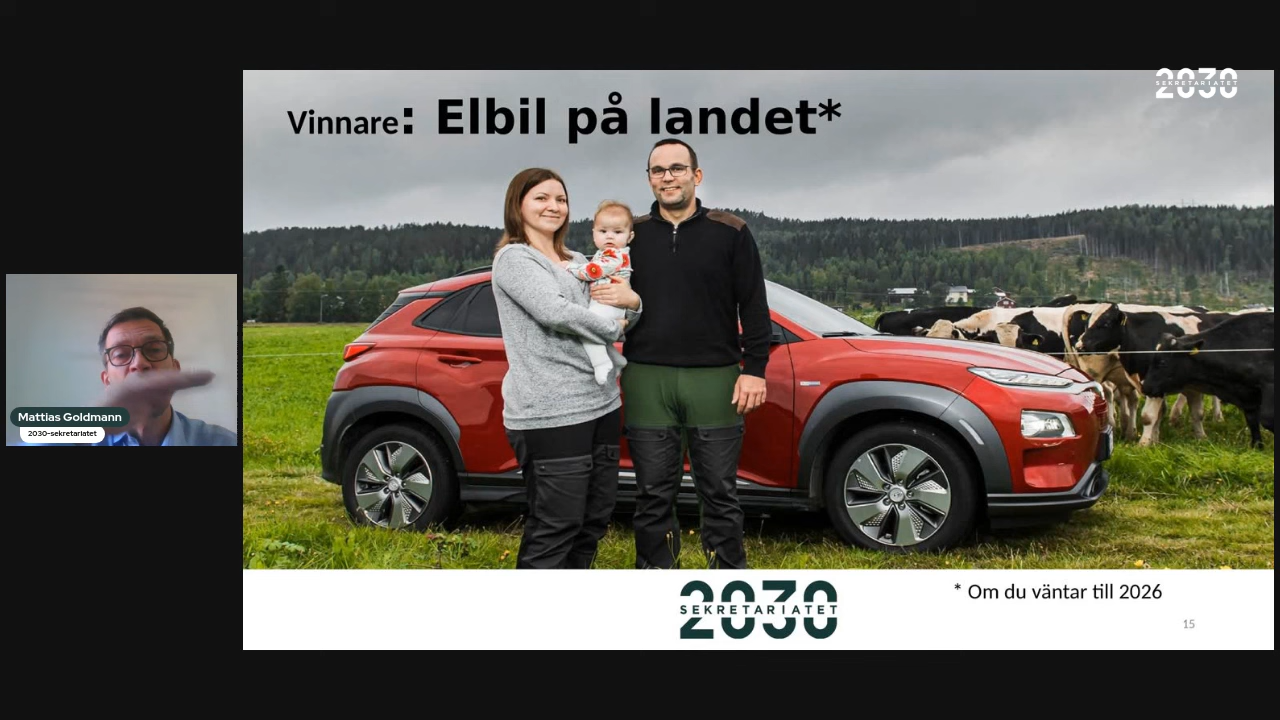 2030
SEKRETARIATET
Vinnare: Elbil på landet*
Mattias Goldmann
2030-sekretariatet
2030
SEKRETARIATET
* Om du väntar till 2026
15